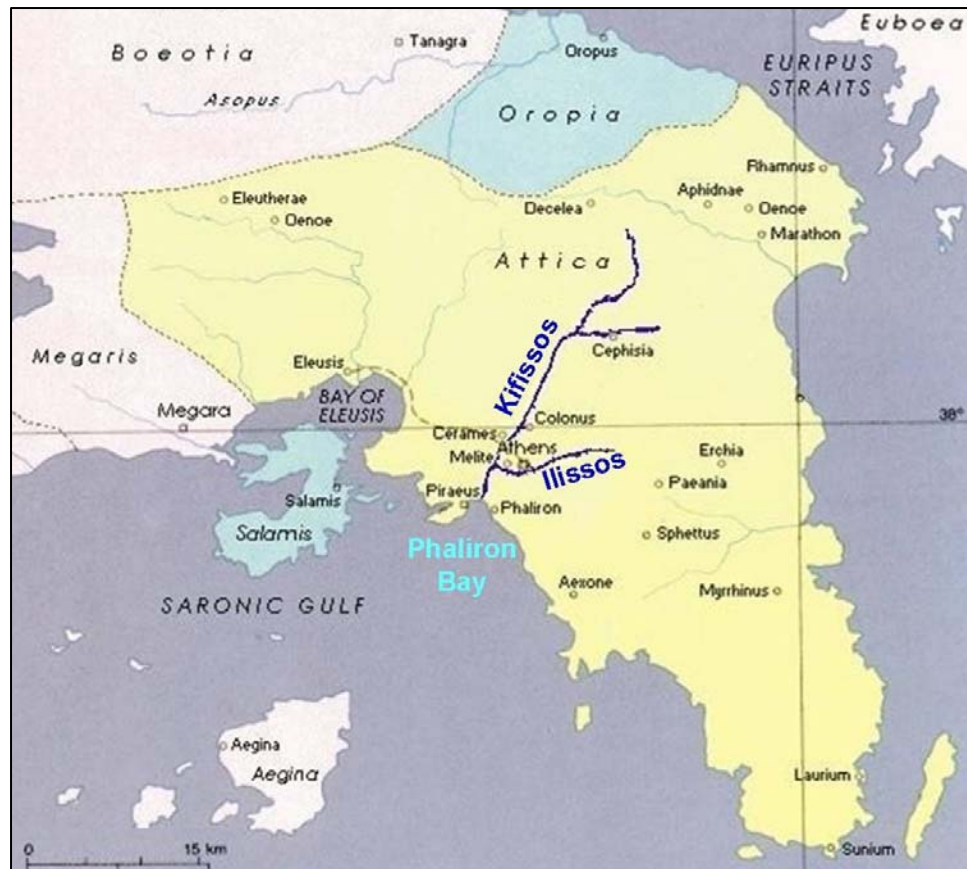 Euboea
Boeotia
Tanagra
Oropus
EURIPUS
STRAITS
Asopus
Oropia
Rhamnus
Eleutherae
Oenoe
Decelea
Aphidnae
Oenoe
Marathon
Attica
Kifissos
Cephisia
Megaris
Eleusis
BAY OF
ELEUSIS
Megara
Colonus
38°
Cerames
Athens
Melite
Ilissos
Erchia
Paeania
Salamis
Piraeus
Phaliron
Salamis
Sphettus
Phaliron
Bay
Aexone
Myrrhinus
SARONIC GULF
Aegina
Aegina
Laurium
0 15 km
Sunium